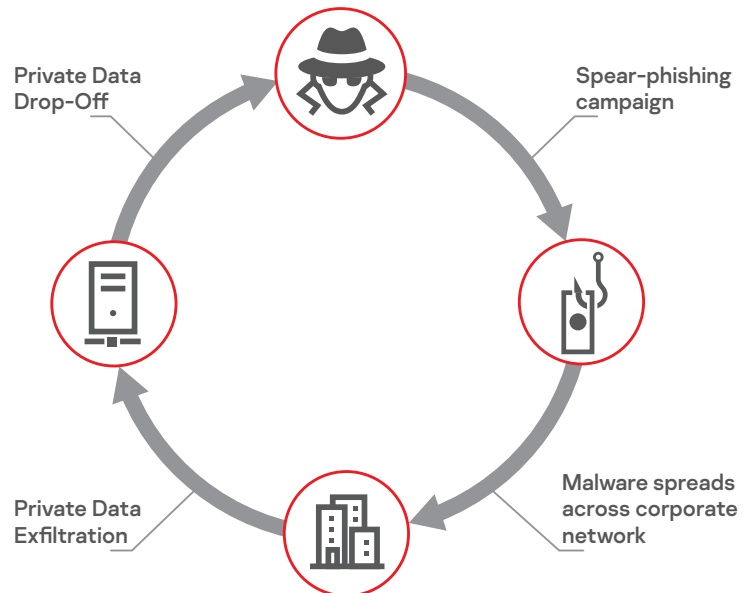 Private Data
Drop-Off
Spear-phishing
campaign
Private Data
Exfiltration
Malware spreads
across corporate
network